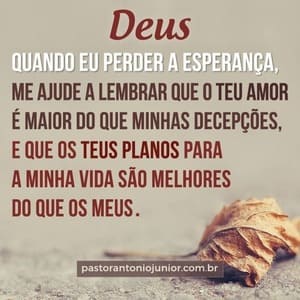 Deus
QUANDO EU PERDER A ESPERANÇA,
ME AJUDE A LEMBRAR QUE O TEU AMOR
É MAIOR DO QUE MINHAS DECEPÇÕES,
E QUE OS TEUS PLANOS PARA
A MINHA VIDA SÃO MELHORES
DO QUE OS MEUS.
pastorantoniojunior.com.br